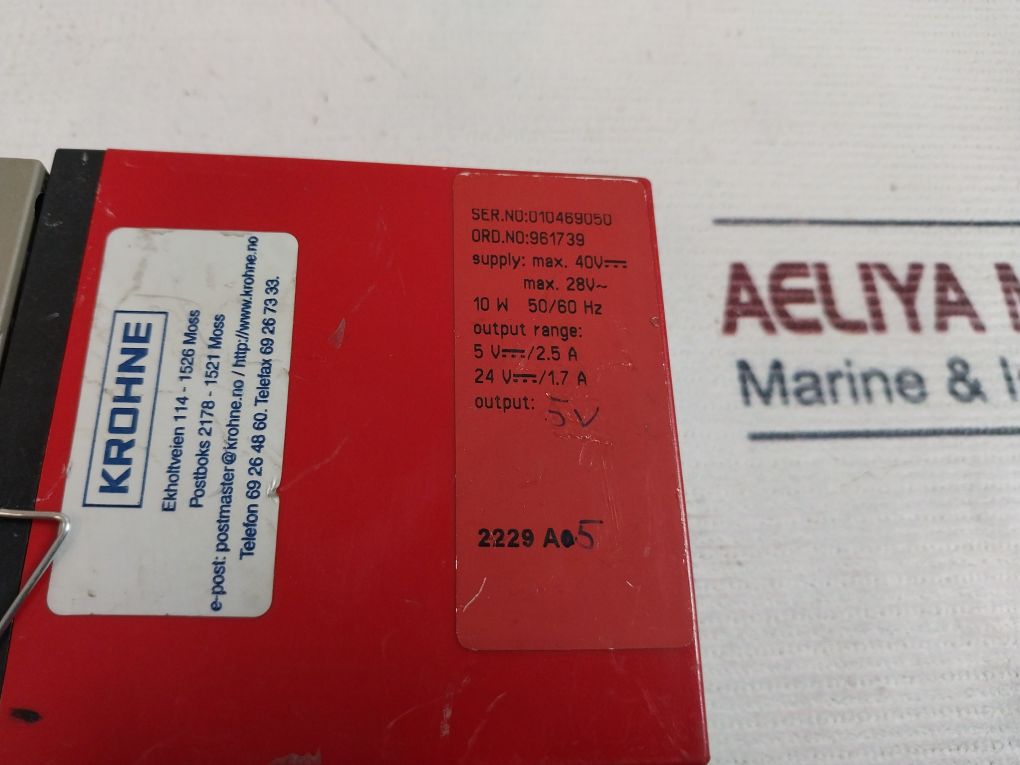 KROHNE
Ekholtveien 114 - 1526 Moss
Postboks 2178 - 1521 Moss
e-post: postmaster@krohne.no / http://www.krohne.no
Telefon 69 26 48 60. Telefax 69 26 73 33.
SER.NO:010469050
ORD.NO:961739
supply: max. 40V⎓
max. 28V~
10 W 50/60 Hz
output range:
5 V⎓/2.5 A
24 V⎓/1.7 A
output: 5V
2229 A 5
AELIYA
Marine &